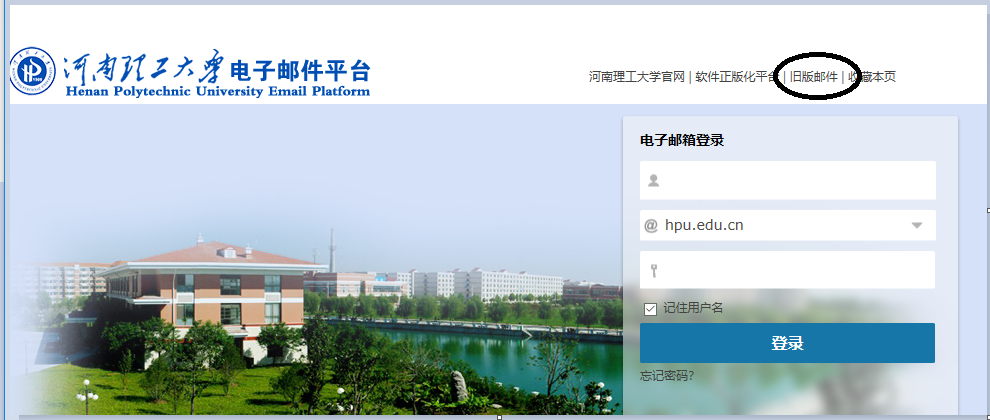 河南理工大学电子邮件平台
Henan Polytechnic University Email Platform
河南理工大学官网 | 软件正版化平台 | 旧版邮件 | 收藏本页
电子邮箱登录
@ hpu.edu.cn
记住用户名
登录
忘记密码?